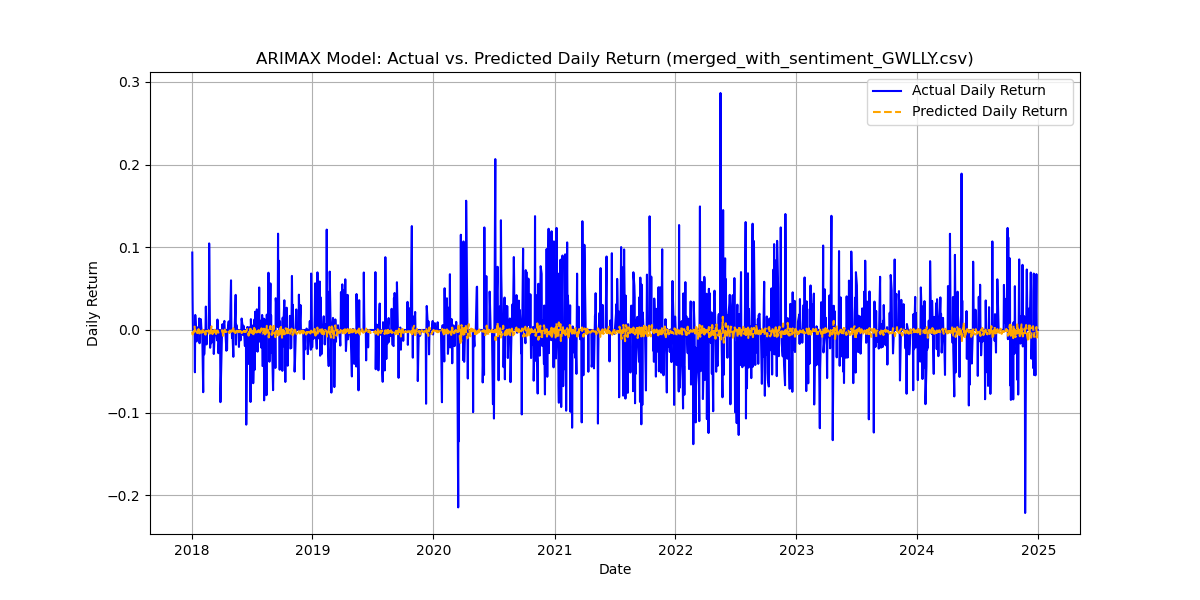 ARIMAX Model: Actual vs. Predicted Daily Return (merged_with_sentiment_GWLLY.csv)
Actual Daily Return
Predicted Daily Return
Daily Return
0.3
0.2
0.1
0.0
−0.1
−0.2
2018 2019 2020 2021 2022 2023 2024 2025
Date